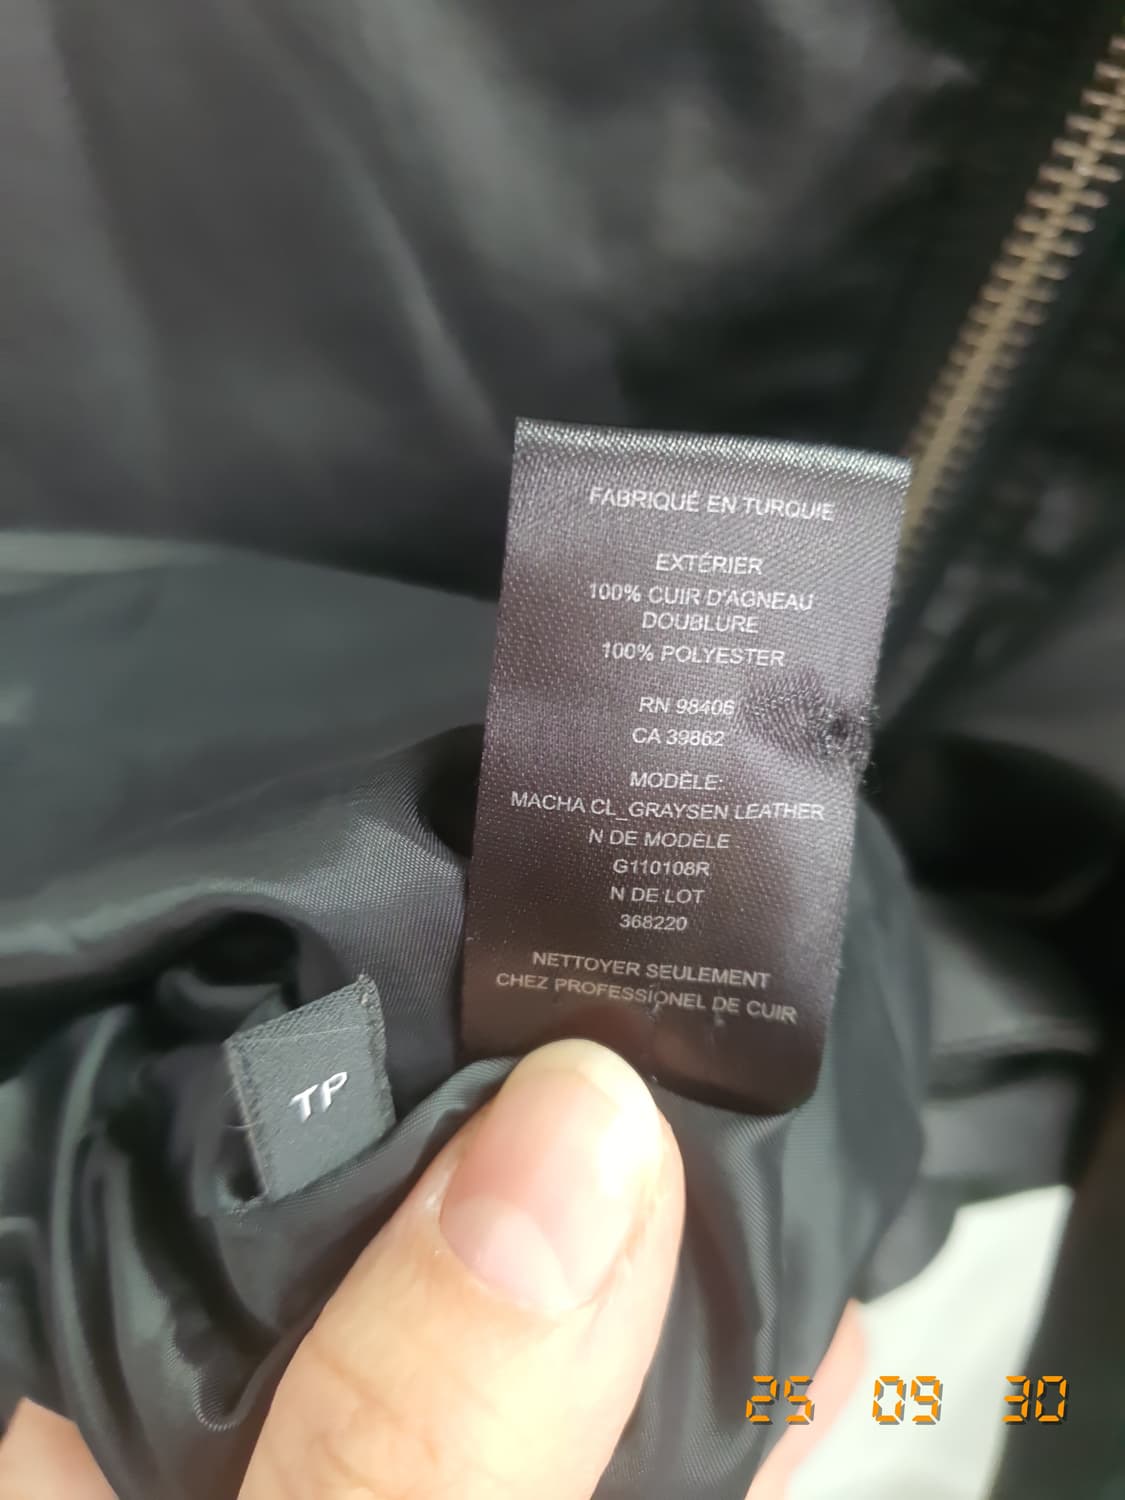 FABRIQUÉ EN TURQUIE
EXTÉRIER
100% CUIR D'AGNEAU
DOUBLURE
100% POLYESTER
RN 98406
CA 39862
MODÈLE:
MACHA CL_GRAYSEN LEATHER
N DE MODÈLE
G110108R
N DE LOT
368220
NETTOYER SEULEMENT
CHEZ PROFESSIONEL DE CUIR
TP
25 09 30